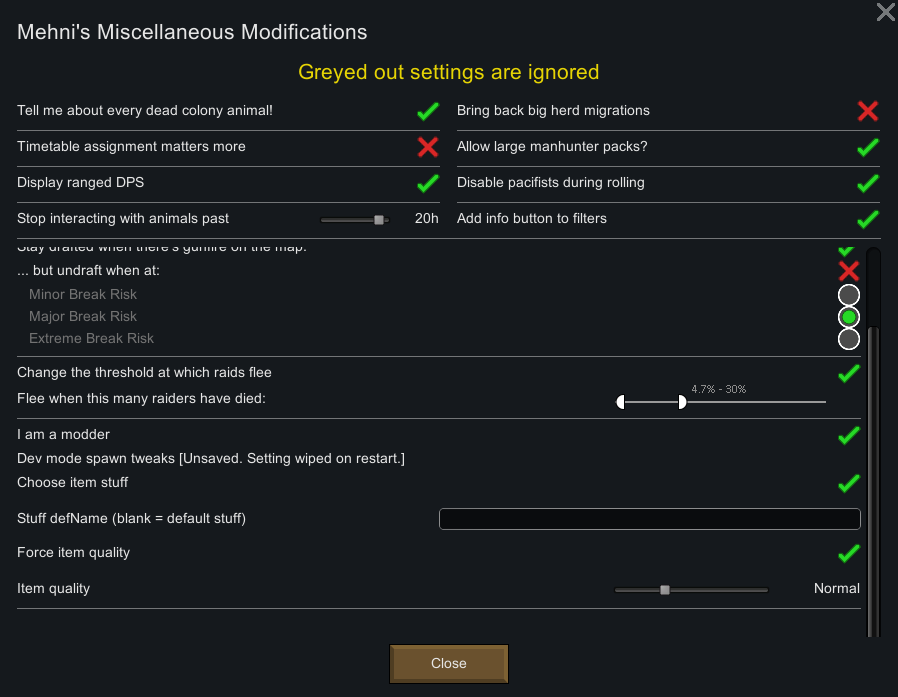 Mehni's Miscellaneous Modifications
Greyed out settings are ignored
Tell me about every dead colony animal!
Bring back big herd migrations
Timetable assignment matters more
Allow large manhunter packs?
Display ranged DPS
Disable pacifists during rolling
Stop interacting with animals past 20h
Add info button to filters
Stay drafted when there's gunfire on the map:
... but undraft when at:
Minor Break Risk
Major Break Risk
Extreme Break Risk
Change the threshold at which raids flee
Flee when this many raiders have died: 4.7% - 30%
I am a modder
Dev mode spawn tweaks [Unsaved. Setting wiped on restart.]
Choose item stuff
Stuff defName (blank = default stuff)
Force item quality
Item quality Normal
Close